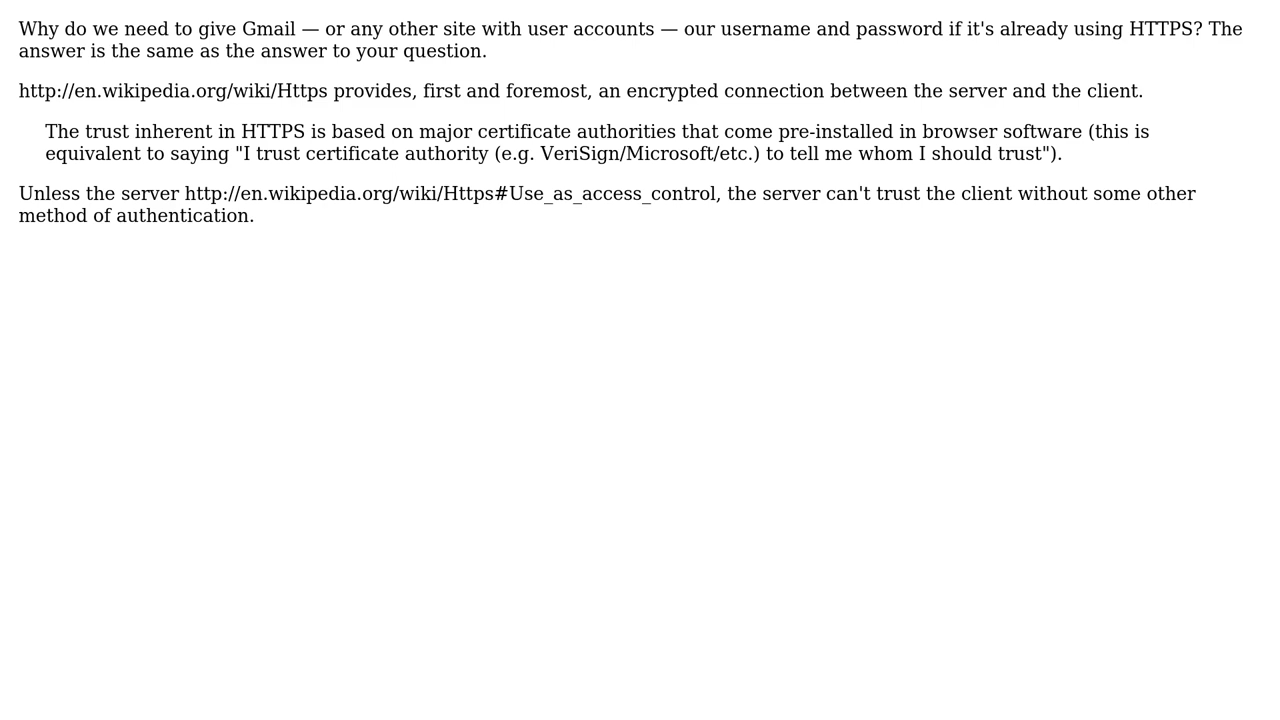 Why do we need to give Gmail — or any other site with user accounts — our username and password if it's already using HTTPS? The
answer is the same as the answer to your question.
http://en.wikipedia.org/wiki/Https provides, first and foremost, an encrypted connection between the server and the client.
The trust inherent in HTTPS is based on major certificate authorities that come pre-installed in browser software (this is
equivalent to saying "I trust certificate authority (e.g. VeriSign/Microsoft/etc.) to tell me whom I should trust").
Unless the server http://en.wikipedia.org/wiki/Https#Use_as_access_control, the server can't trust the client without some other
method of authentication.